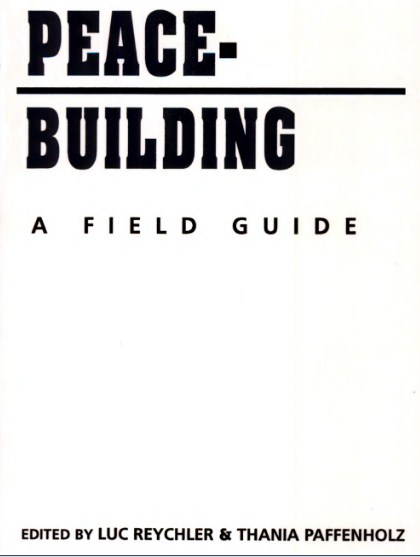 PEACE-
BUILDING
A FIELD GUIDE
EDITED BY LUC REYCHLER & THANIA PAFFENHOLZ